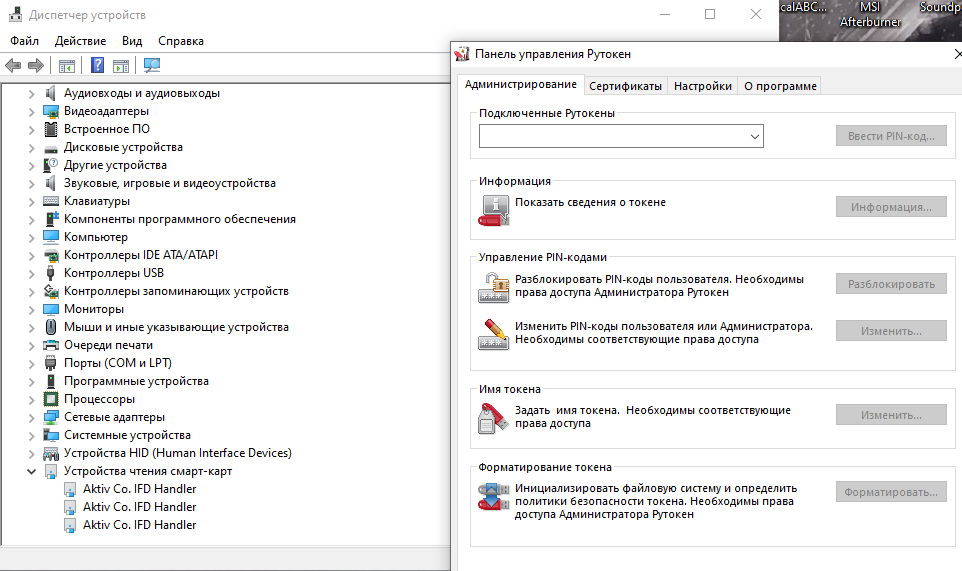 Диспетчер устройств
Файл Действие Вид Справка
Аудиовходы и аудиовыходы
Видеоадаптеры
Встроенное ПО
Дисковые устройства
Другие устройства
Звуковые, игровые и видеоустройства
Клавиатуры
Компоненты программного обеспечения
Компьютер
Контроллеры IDE ATA/ATAPI
Контроллеры USB
Контроллеры запоминающих устройств
Мониторы
Мыши и иные указывающие устройства
Очереди печати
Порты (COM и LPT)
Программные устройства
Процессоры
Сетевые адаптеры
Системные устройства
Устройства HID (Human Interface Devices)
Устройства чтения смарт-карт
Aktiv Co. IFD Handler
Aktiv Co. IFD Handler
Aktiv Co. IFD Handler
calABC... MSI Soundp
Afterburner
Панель управления Рутокен
Администрирование Сертификаты Настройки О программе
Подключенные Рутокены
Ввести PIN-код...
Информация
Показать сведения о токене
Информация...
Управление PIN-кодами
Разблокировать PIN-коды пользователя. Необходимы
права доступа Администратора Рутокен
Разблокировать
Изменить PIN-коды пользователя или Администратора.
Необходимы соответствующие права доступа
Изменить...
Имя токена
Задать имя токена. Необходимы соответствующие
права доступа
Изменить...
Форматирование токена
Инициализировать файловую систему и определить
политики безопасности токена. Необходимы права
доступа Администратора Рутокен
Форматировать...